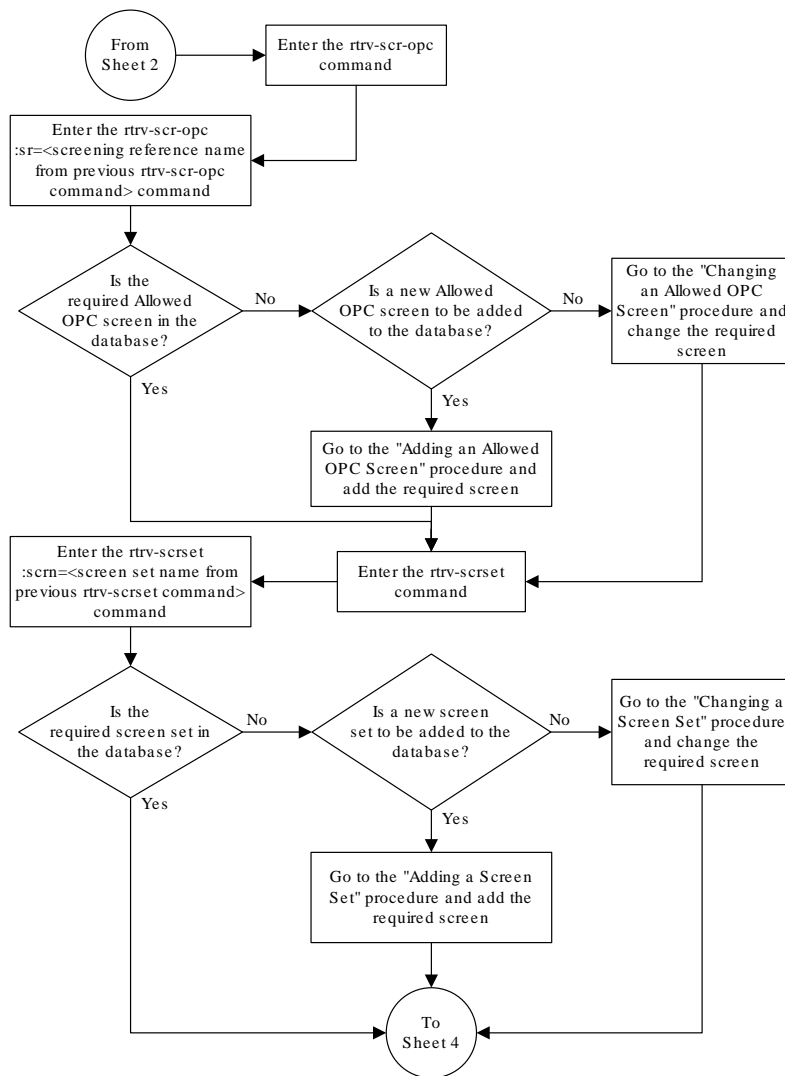 From
Sheet 2
Enter the rtrv-scr-opc
command
Enter the rtrv-scr-opc
:sr=<screening reference name
from previous rtrv-scr-opc
command> command
Is the
required Allowed
OPC screen in the
database?
No
Is a new Allowed
OPC screen to be added
to the database?
No
Go to the "Changing
an Allowed OPC
Screen" procedure and
change the required
screen
Yes
Yes
Go to the "Adding an Allowed
OPC Screen" procedure and
add the required screen
Enter the rtrv-scrset
:scrn=<screen set name from
previous rtrv-scrset command>
command
Enter the rtrv-scrset
command
Is the
required screen set in
the database?
No
Is a new screen
set to be added to the
database?
No
Go to the "Changing a
Screen Set" procedure
and change the
required screen
Yes
Yes
Go to the "Adding a Screen
Set" procedure and add the
required screen
To
Sheet 4